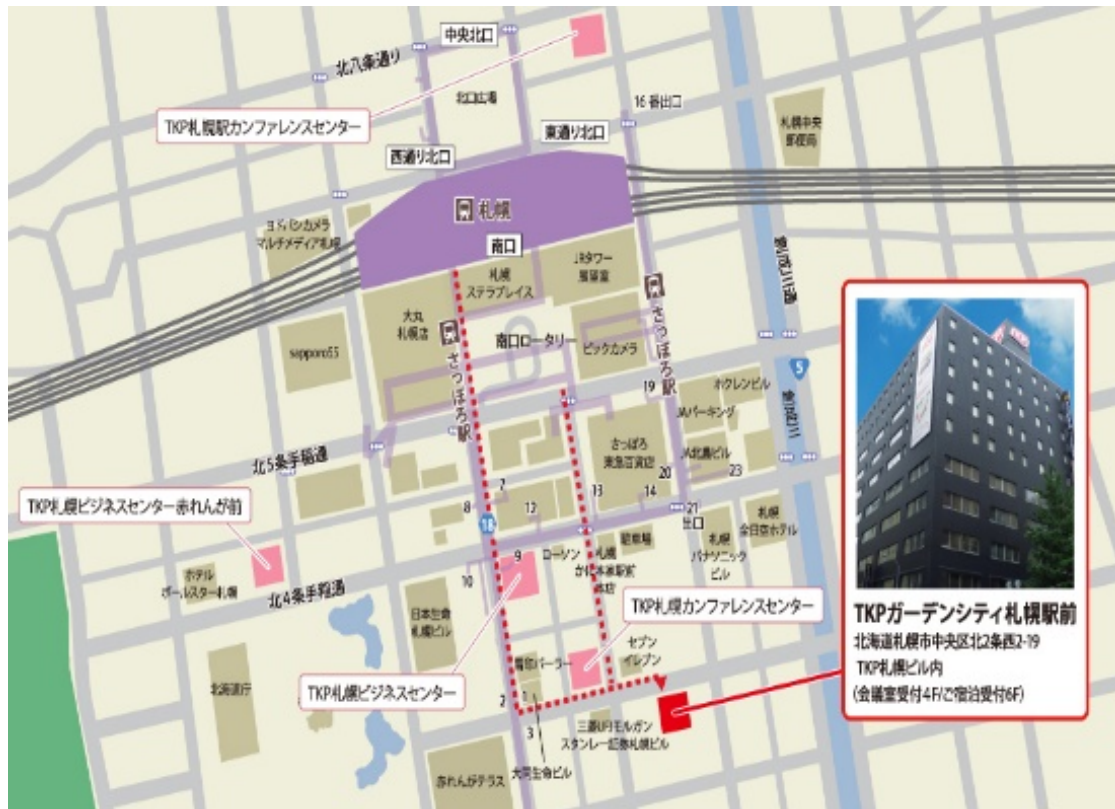 中央北口
北八条通り
北口広場
16番出口
TKP札幌駅カンファレンスセンター
東通り北口
札幌中央
郵便局
西通り北口
札幌
ヨドバシカメラ
マルチメディア札幌
南口
JRタワー
展望室
札幌
ステラプレイス
大丸
札幌店
さっぽろ駅
さっぽろ駅
sapporo55
南口ロータリー
ビックカメラ
5
19
ホクレンビル
JAパーキング
北5条手稲通
さっぽろ
東急百貨店
JA北農ビル
20
23
2
13
14
TKP札幌ビジネスセンター赤れんが前
8
18
12
21
出口
札幌
全日空ホテル
9
ローソン
札幌
かに本家駅前
本店
駐車場
札幌
パナソニック
ビル
10
ホテル
ポールスター札幌
北4条手稲通
日本生命
札幌ビル
TKP札幌カンファレンスセンター
セブン
イレブン
雪印パーラー
TKP札幌ビジネスセンター
北海道庁
2
1
3
三菱UFJモルガン
スタンレー証券札幌ビル
大同生命ビル
赤れんがテラス
TKPガーデンシティ札幌駅前
北海道札幌市中央区北2条西2-19
TKP札幌ビル内
(会議室受付4F/ご宿泊受付6F)